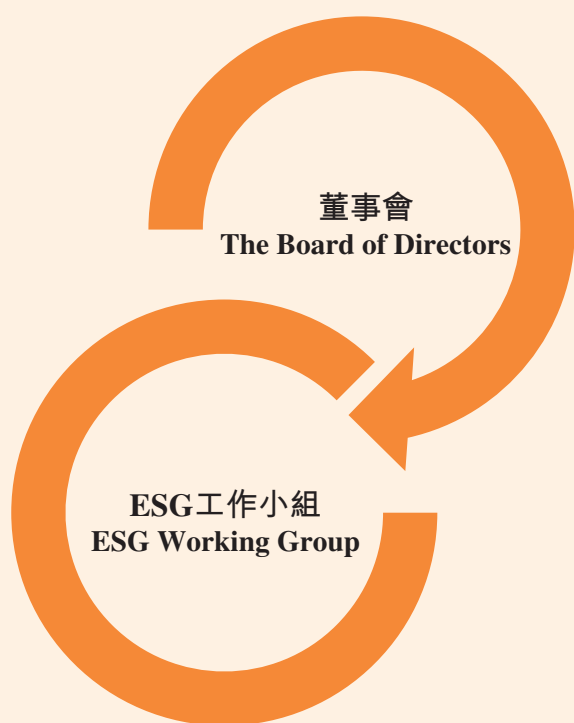 董事會
The Board of Directors
ESG工作小組
ESG Working Group